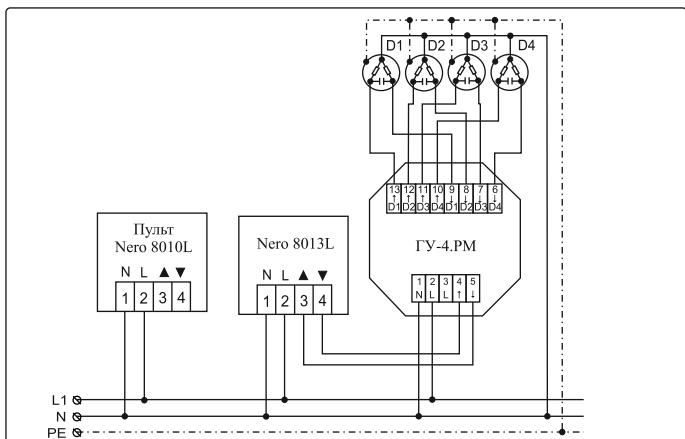 D1 D2 D3 D4
13 12 11 10 9 8 7 6
↑ ↑ ↑ ↑ ↓ ↓ ↓ ↓
D1 D2 D3 D4 D1 D2 D3 D4
Пульт
Nero 8010L
N L ▲ ▼
1 2 3 4
Nero 8013L
N L ▲ ▼
1 2 3 4
ГУ-4.РМ
1 2 3 4 5
N L L ↑ ↓
L1
N
PE